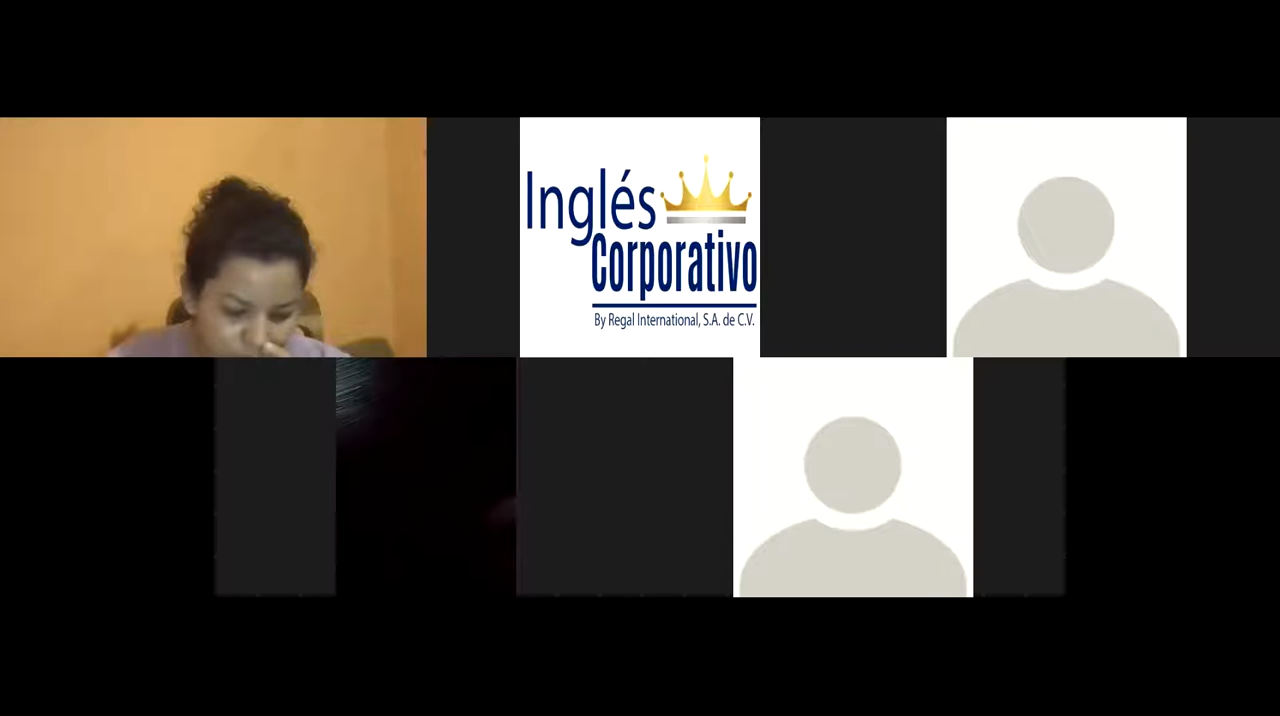 Inglés
Corporativo
By Regal International, S.A. de C.V.